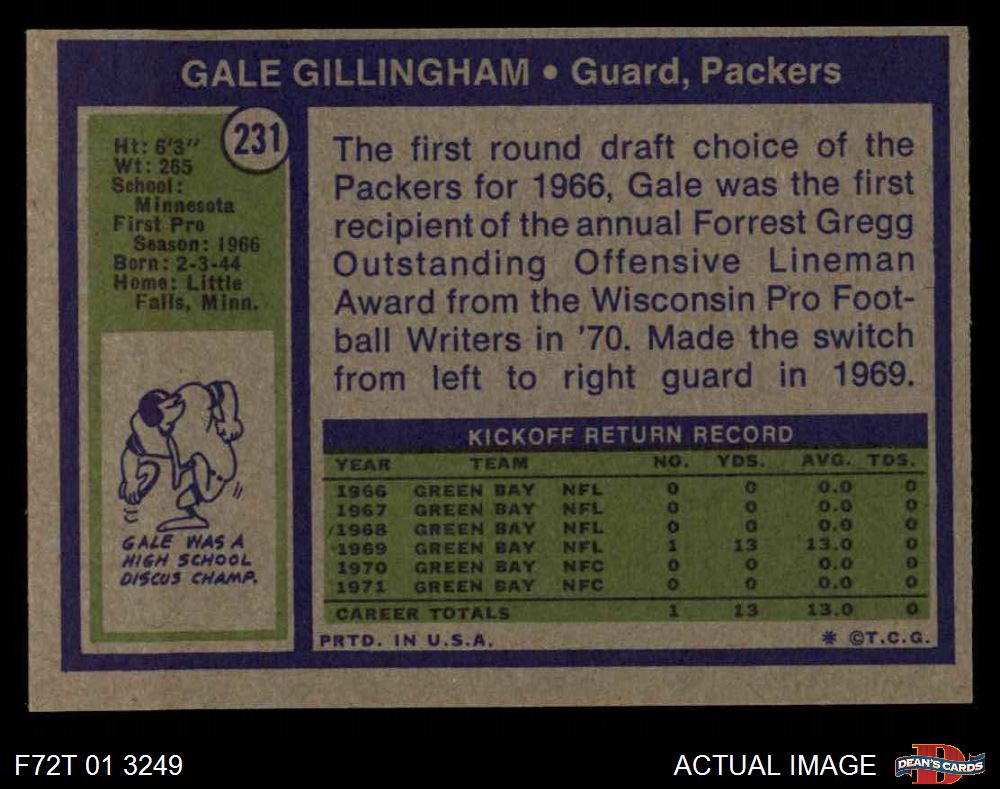 GALE GILLINGHAM • Guard, Packers
231
Ht: 6'3"
Wt: 265
School:
Minnesota
First Pro
Season: 1966
Born: 2-3-44
Home: Little
Falls, Minn.
GALE WAS A
HIGH SCHOOL
DISCUS CHAMP.
The first round draft choice of the
Packers for 1966, Gale was the first
recipient of the annual Forrest Gregg
Outstanding Offensive Lineman
Award from the Wisconsin Pro Foot-
ball Writers in '70. Made the switch
from left to right guard in 1969.
KICKOFF RETURN RECORD
YEAR TEAM NO. YDS. AVG. TDS.
1966 GREEN BAY NFL 0 0 0.0 0
1967 GREEN BAY NFL 0 0 0.0 0
1968 GREEN BAY NFL 0 0 0.0 0
1969 GREEN BAY NFL 1 13 13.0 0
1970 GREEN BAY NFC 0 0 0.0 0
1971 GREEN BAY NFC 0 0 0.0 0
CAREER TOTALS 1 13 13.0 0
PRTD. IN U.S.A. * ©T.C.G.
F72T 01 3249 ACTUAL IMAGE DEAN'S CARDS